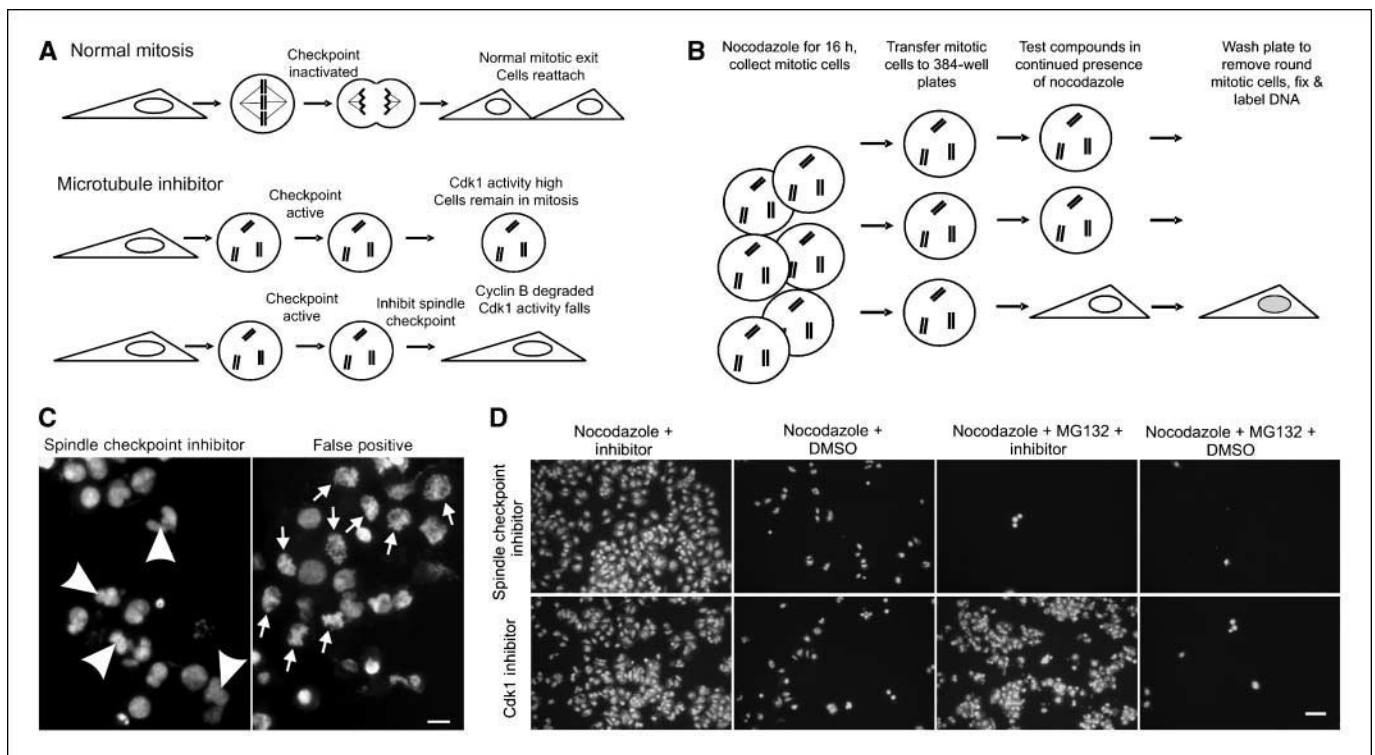 A
Normal mitosis
Checkpoint
inactivated
Normal mitotic exit
Cells reattach
Microtubule inhibitor
Checkpoint
active
Cdk1 activity high
Cells remain in mitosis
Checkpoint
active
Inhibit spindle
checkpoint
Cyclin B degraded
Cdk1 activity falls
B
Nocodazole for 16 h,
collect mitotic cells
Transfer mitotic
cells to 384-well
plates
Test compounds in
continued presence
of nocodazole
Wash plate to
remove round
mitotic cells, fix &
label DNA
C
Spindle checkpoint inhibitor
False positive
D
Nocodazole +
inhibitor
Nocodazole +
DMSO
Nocodazole + MG132 +
inhibitor
Nocodazole + MG132 +
DMSO
Spindle checkpoint
inhibitor
Cdk1 inhibitor